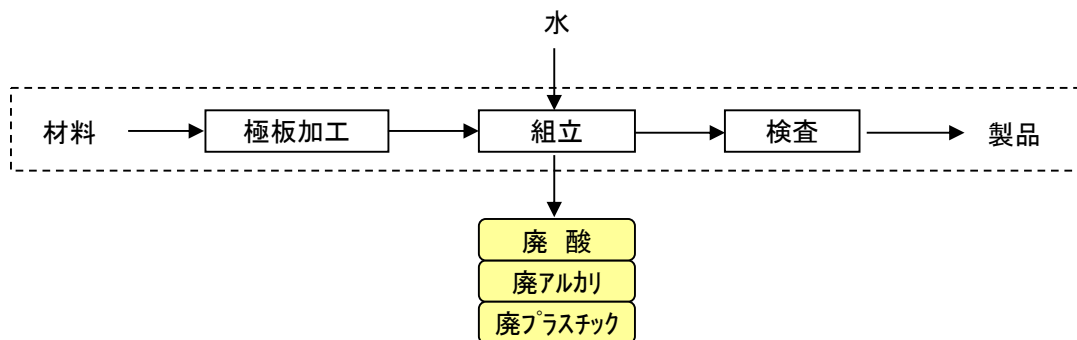 水
材料
極板加工
組立
検査
製品
廃 酸
廃アルカリ
廃プラスチック